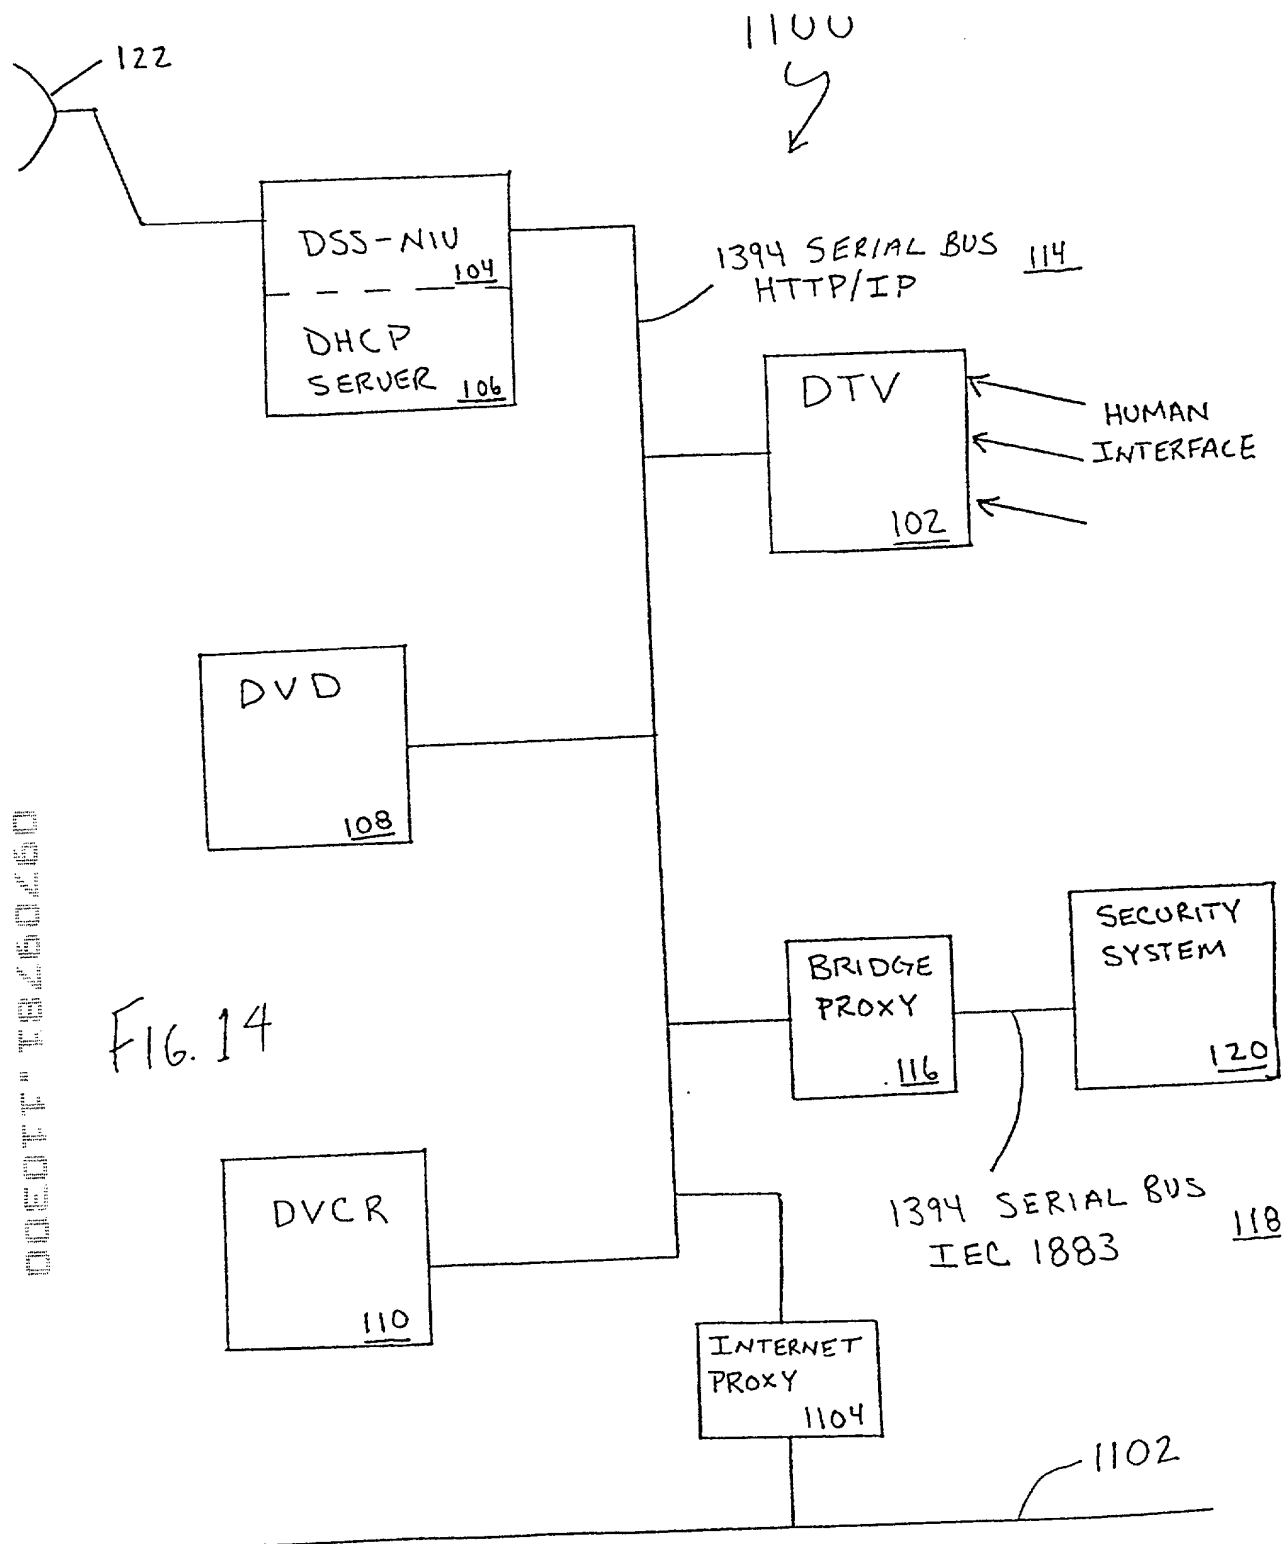 1100
122
DSS-NIU
104
DHCP
SERVER
106
1394 SERIAL BUS 114
HTTP/IP
DTV
102
HUMAN
INTERFACE
DVD
108
BRIDGE
PROXY
116
SECURITY
SYSTEM
120
FIG. 14
1394 SERIAL BUS
IEC 1883
118
DVCR
110
INTERNET
PROXY
1104
1102